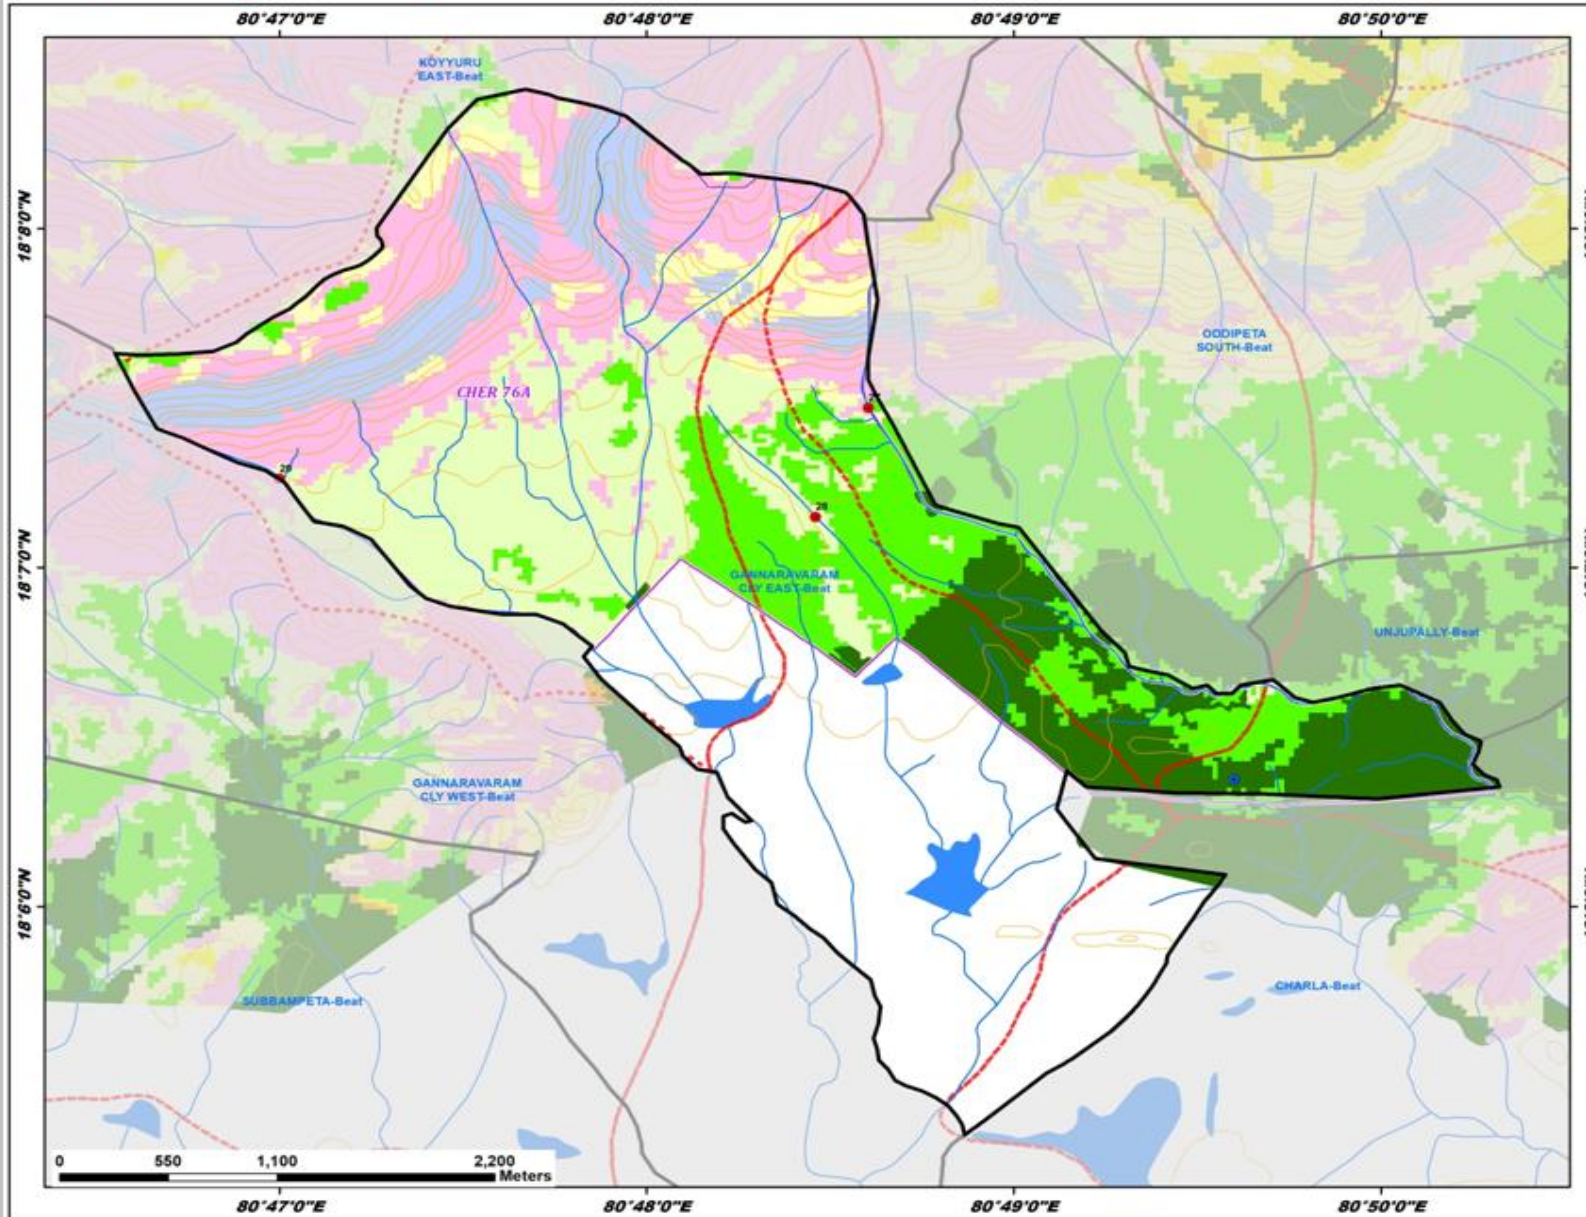 80°47'0"E 80°48'0"E 80°49'0"E 80°50'0"E
KOYYURU
EAST-Beat
18°8'0"N
OODIPETA
SOUTH-Beat
CHER 76A
29
28
18°7'0"N
GANNARAVARAM
CLY EAST-Beat
UNJUPALLY-Beat
GANNARAVARAM
CLY WEST-Beat
18°6'0"N
SUBBAMPETA-Beat
CHARLA-Beat
0 550 1,100 2,200
Meters
80°47'0"E 80°48'0"E 80°49'0"E 80°50'0"E